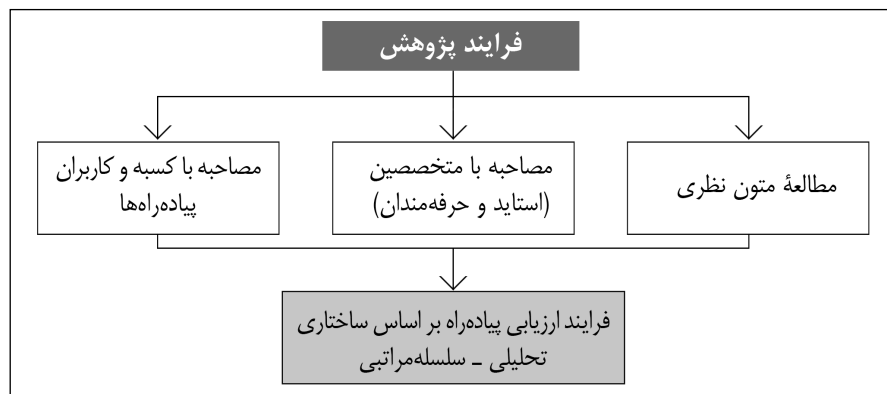 فرایند پژوهش
مطالعۀ متون نظری
مصاحبه با متخصصین
(استاید و حرفه‌مندان)
مصاحبه با کسبه و کاربران
پیاده‌راه‌ها
فرایند ارزیابی پیاده‌راه بر اساس ساختاری
تحلیلی ـ سلسله‌مراتبی